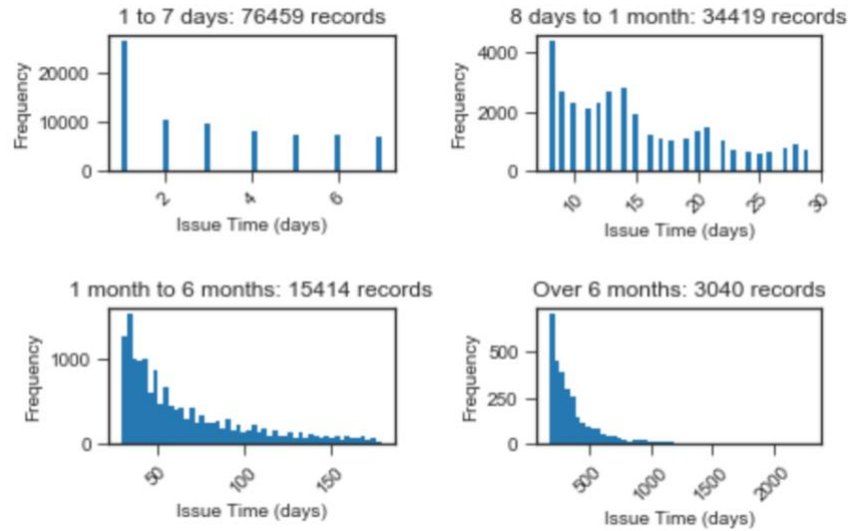 1 to 7 days: 76459 records
Frequency
20000
10000
0
2
4
6
Issue Time (days)
8 days to 1 month: 34419 records
Frequency
4000
2000
0
10
15
20
25
30
Issue Time (days)
1 month to 6 months: 15414 records
Frequency
1000
0
50
100
150
Issue Time (days)
Over 6 months: 3040 records
Frequency
500
250
0
500
1000
1500
2000
Issue Time (days)